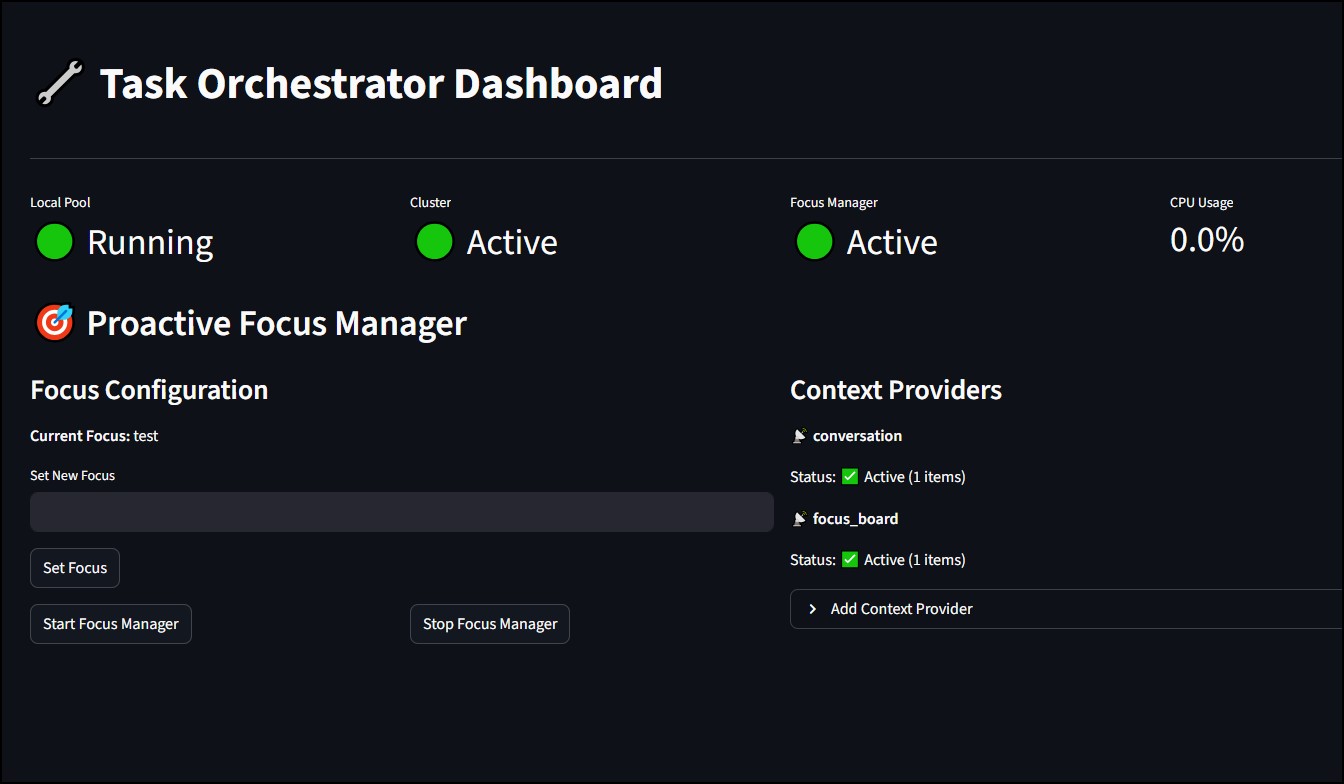 Task Orchestrator Dashboard
Local Pool
Running
Cluster
Active
Focus Manager
Active
CPU Usage
0.0%
Proactive Focus Manager
Focus Configuration
Current Focus: test
Set New Focus
Set Focus
Start Focus Manager
Stop Focus Manager
Context Providers
conversation
Status: ✅ Active (1 items)
focus_board
Status: ✅ Active (1 items)
Add Context Provider